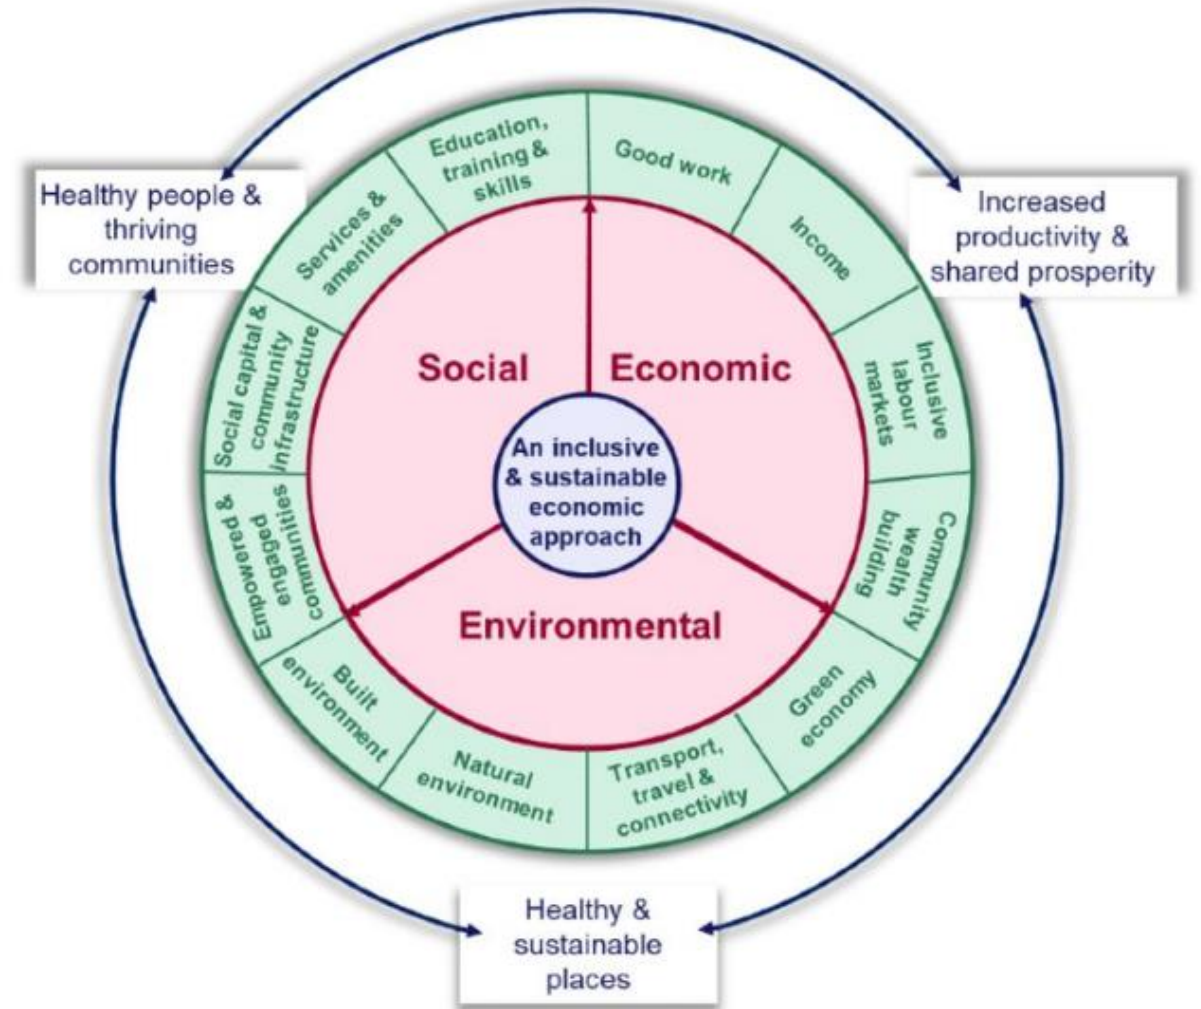 Healthy people &
thriving
communities
Increased
productivity &
shared prosperity
Healthy &
sustainable
places
Social
Economic
Environmental
An inclusive
& sustainable
economic
approach
Education,
training &
skills
Good work
Income
Inclusive
labour
markets
Community
wealth
building
Green
economy
Transport,
travel &
connectivity
Natural
environment
Built
environment
Empowered &
engaged
communities
Social capital &
community
infrastructure
Services &
amenities